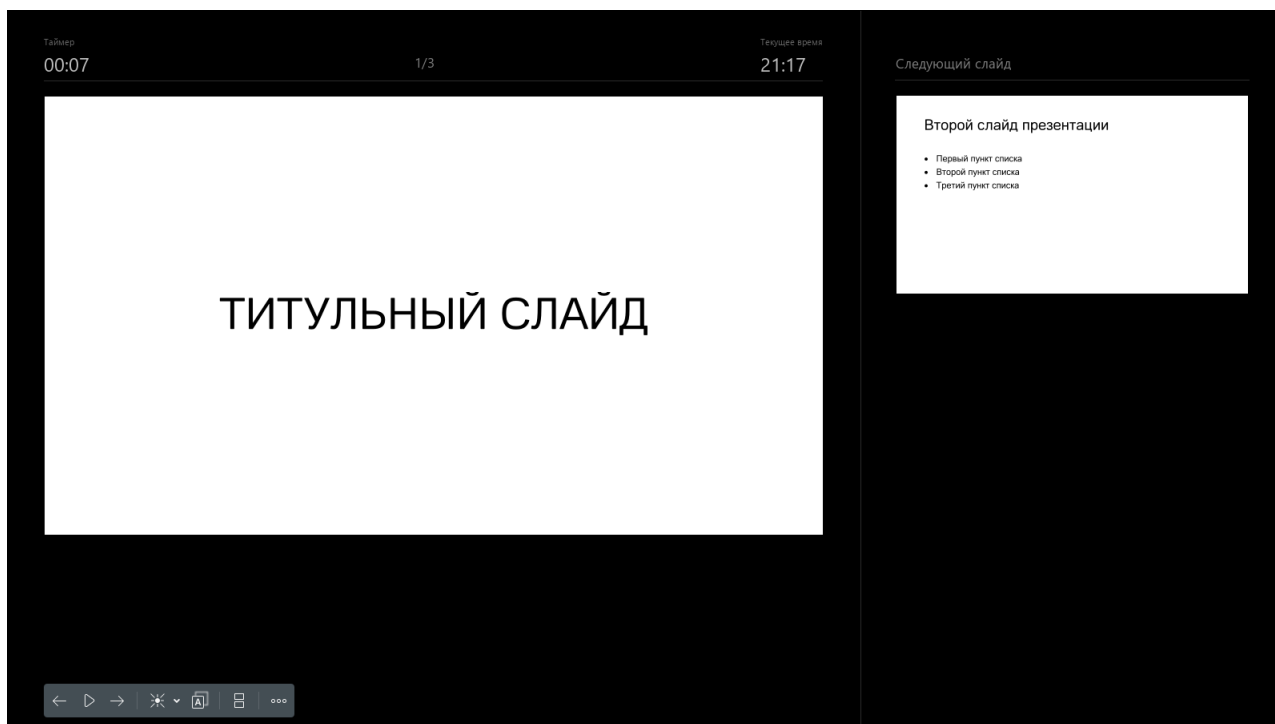 Таймер
00:07
1/3
Текущее время
21:17
ТИТУЛЬНЫЙ СЛАЙД
Следующий слайд
Второй слайд презентации
• Первый пункт списка
• Второй пункт списка
• Третий пункт списка
A